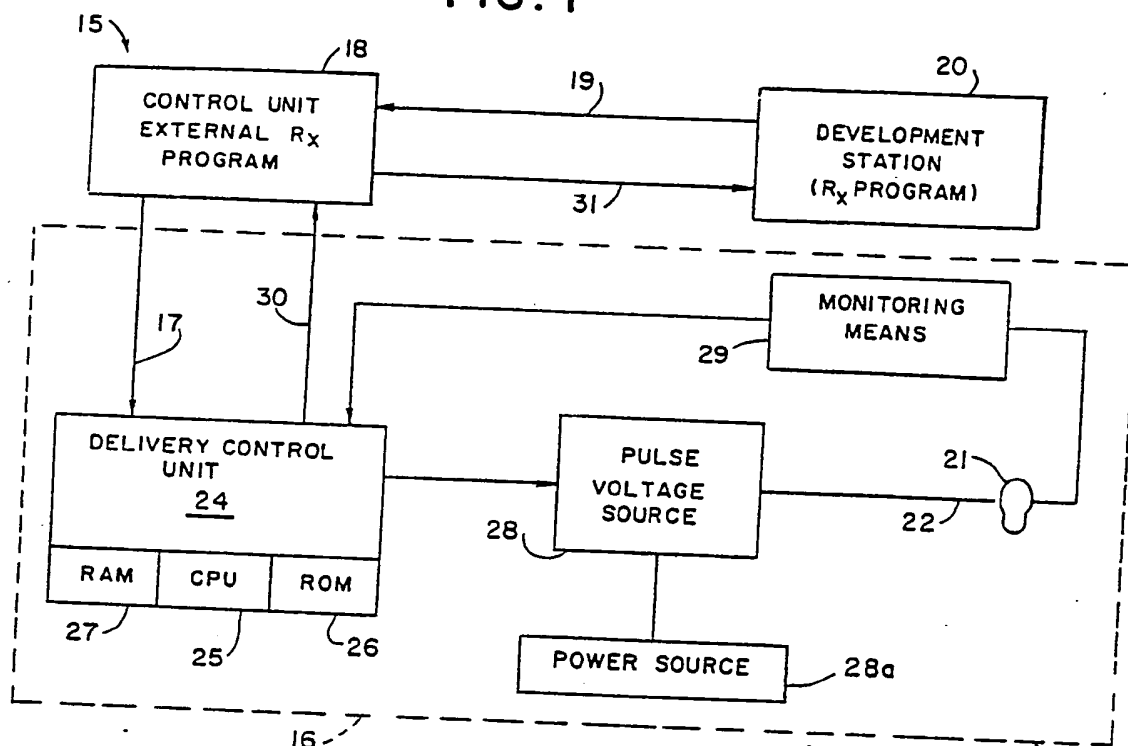 15
18
CONTROL UNIT
EXTERNAL Rx
PROGRAM
19
31
20
DEVELOPMENT
STATION
(Rx PROGRAM)
17
30
MONITORING
MEANS
29
DELIVERY CONTROL
UNIT
24
RAM
CPU
ROM
27
25
26
PULSE
VOLTAGE
SOURCE
28
21
22
POWER SOURCE
28a
16